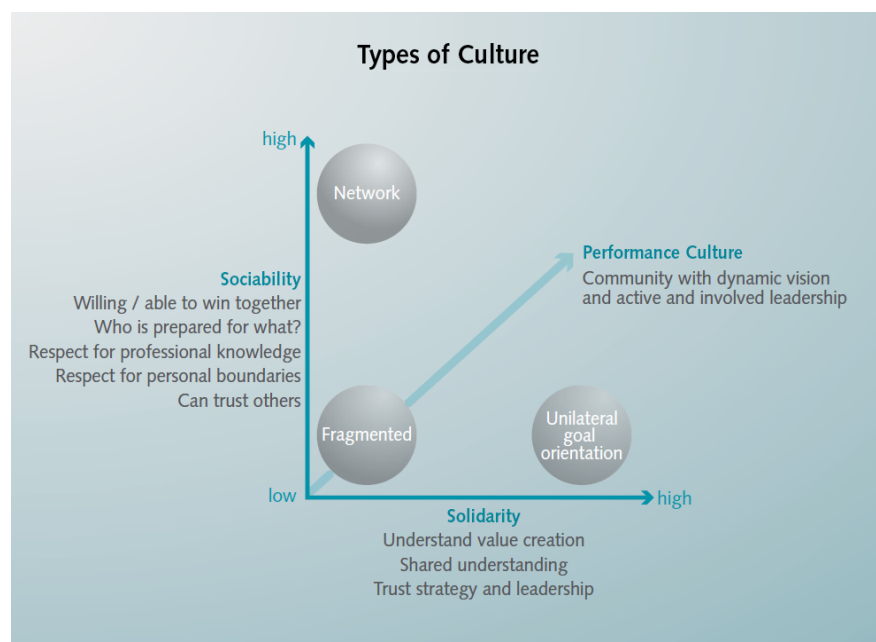 Types of Culture
high
Network
Sociability
Willing / able to win together
Who is prepared for what?
Respect for professional knowledge
Respect for personal boundaries
Can trust others
Performance Culture
Community with dynamic vision
and active and involved leadership
Fragmented
Unilateral
goal
orientation
low
high
Solidarity
Understand value creation
Shared understanding
Trust strategy and leadership